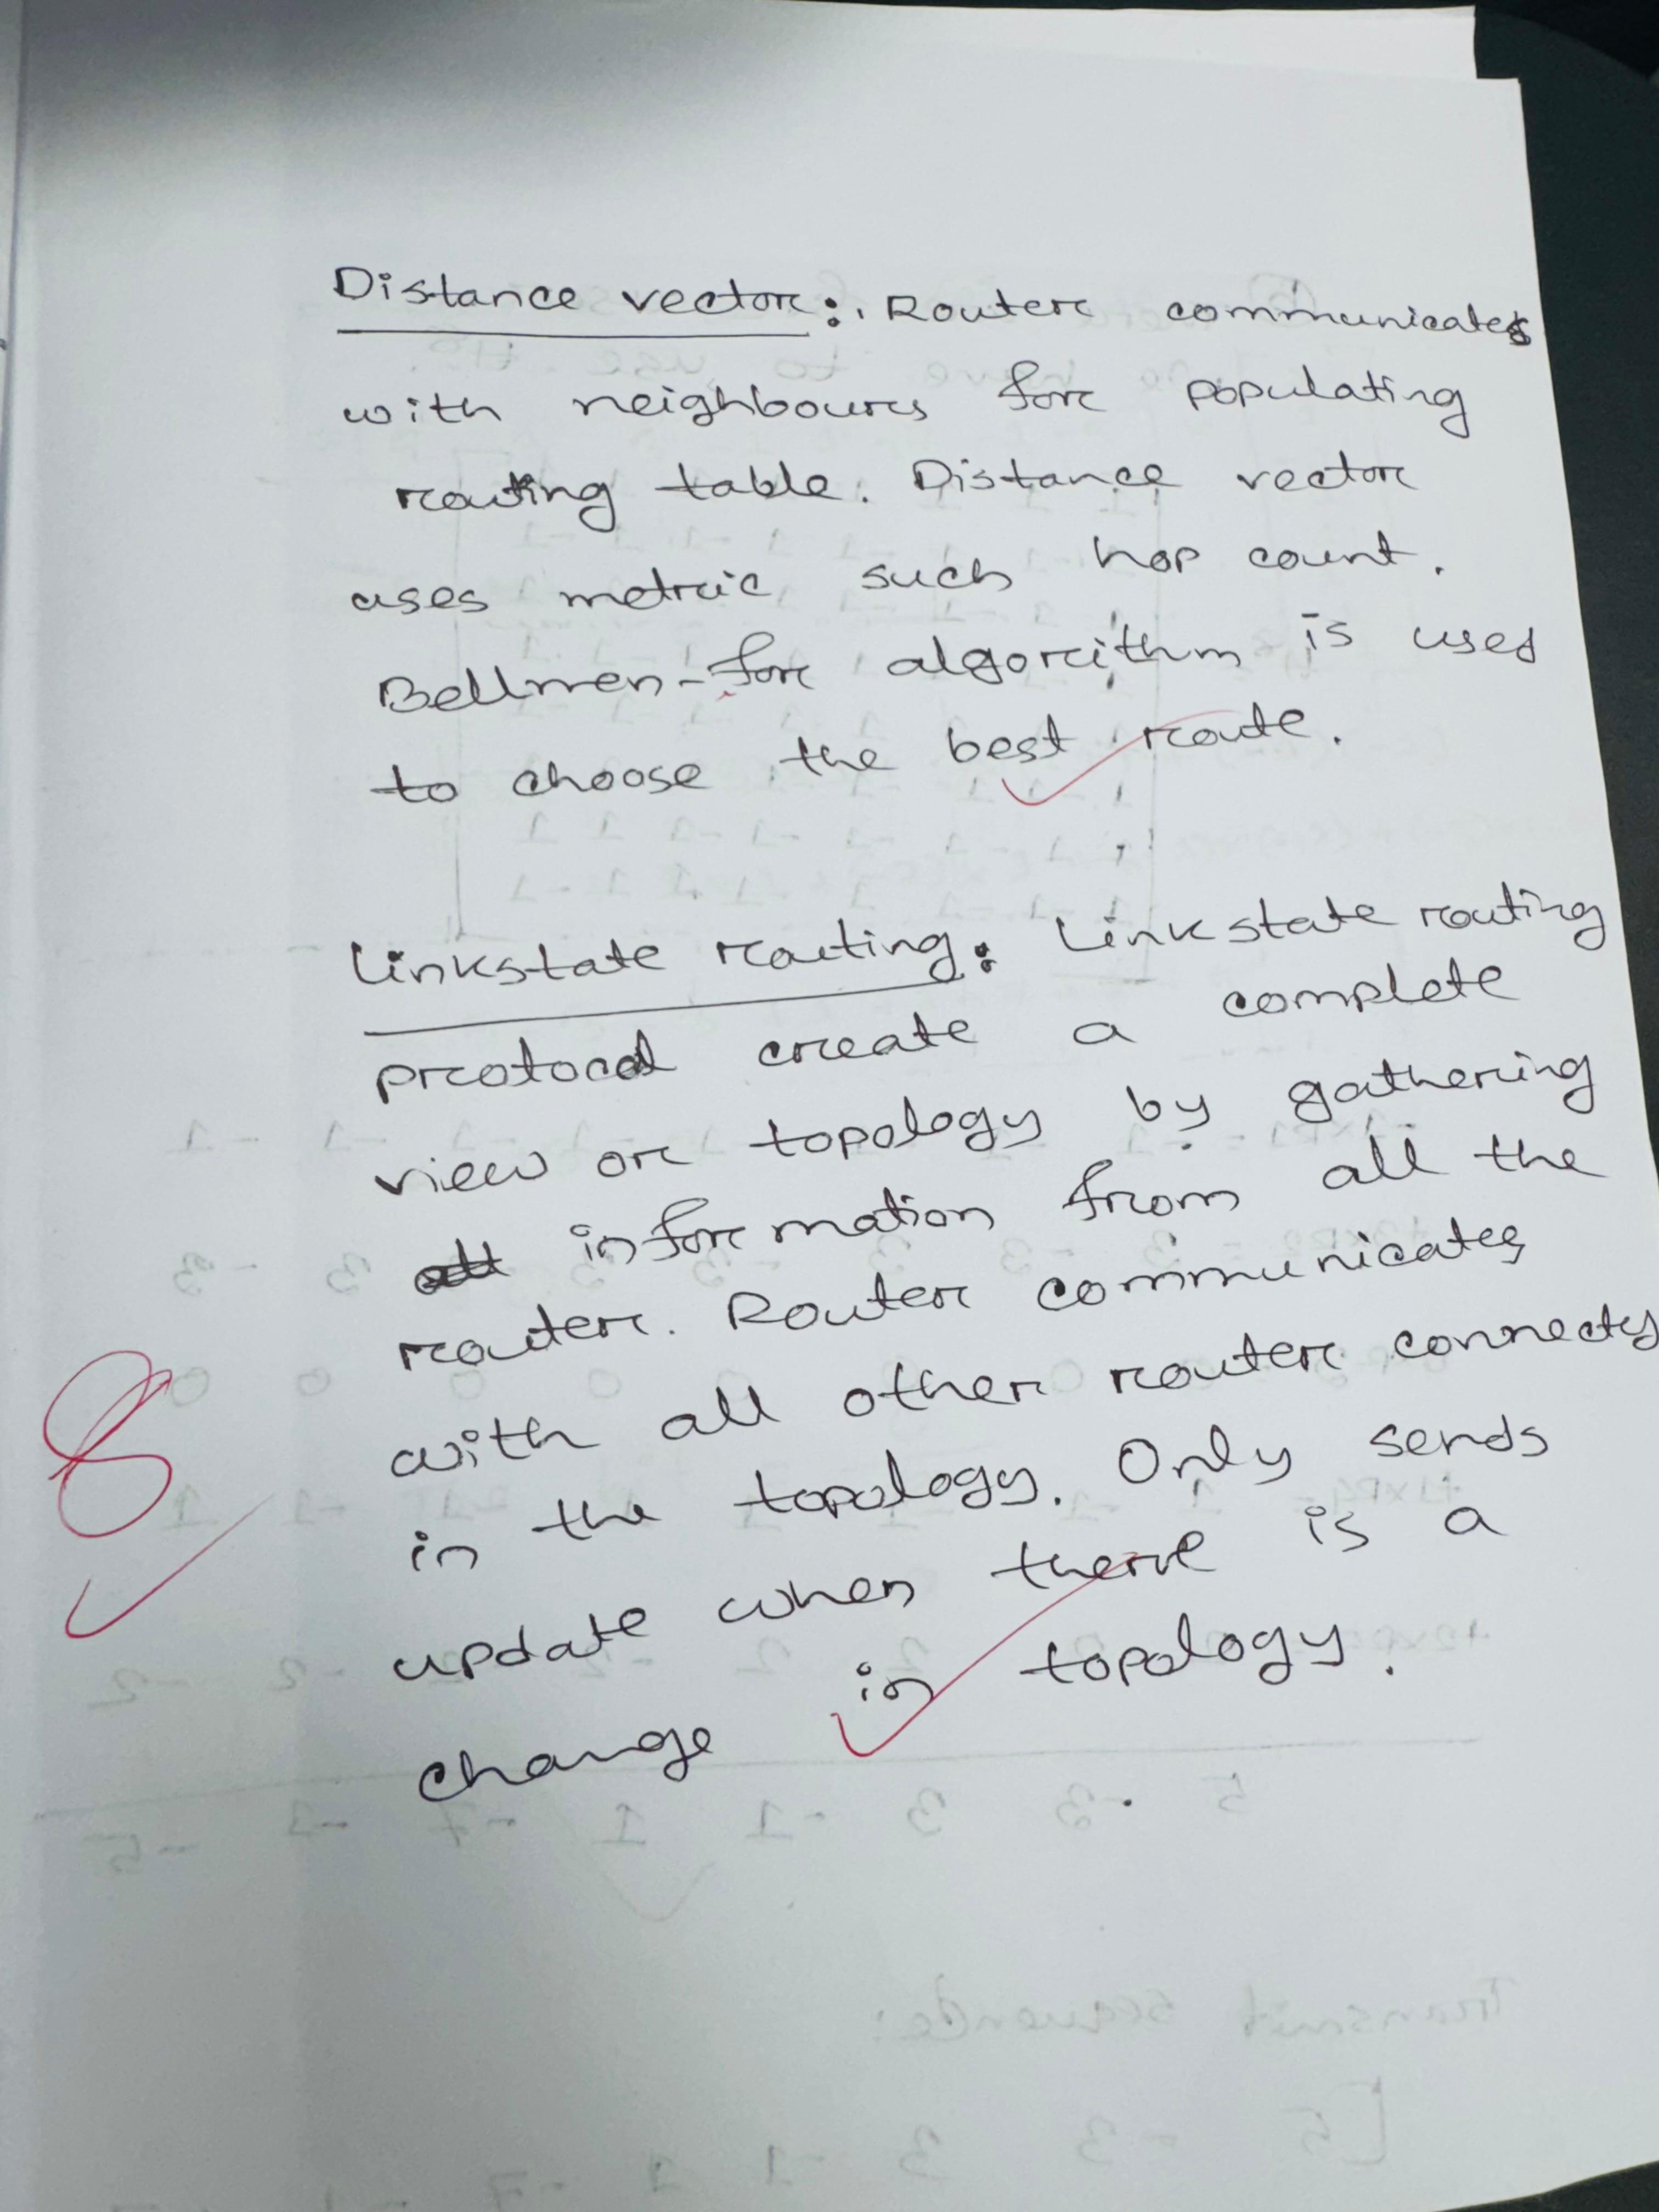 Distance vector: Router communicates
with neighbours for populating
routing table. Distance vector
uses metric such hop count.
Bellmen-for algorithm is used
to choose the best route.
Linkstate routing: Linkstate routing
protocol create a complete
view or topology by gathering
information from all the
router. Router communicates
with all other router connects
in the topology. Only sends
update when there is a
change in topology.
8